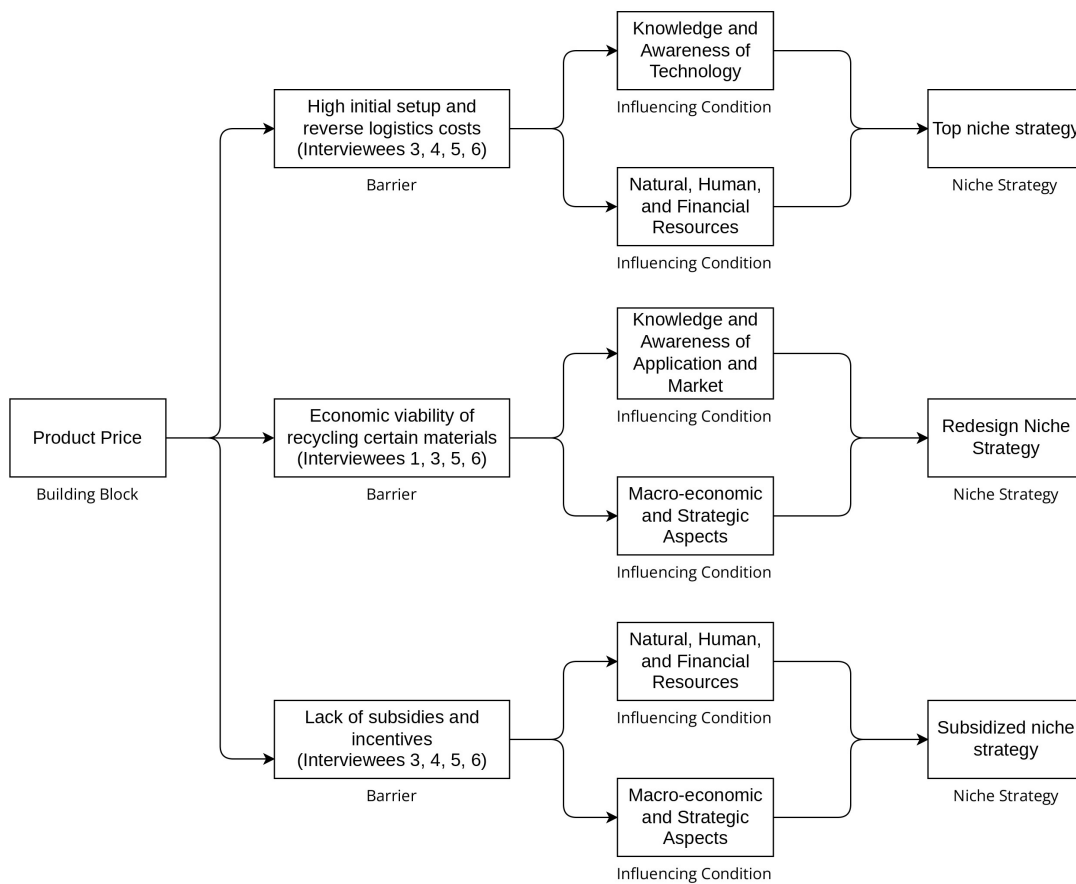 Product Price
Building Block
High initial setup and
reverse logistics costs
(Interviewees 3, 4, 5, 6)
Barrier
Knowledge and
Awareness of
Technology
Influencing Condition
Natural, Human,
and Financial
Resources
Influencing Condition
Top niche strategy
Niche Strategy
Economic viability of
recycling certain materials
(Interviewees 1, 3, 5, 6)
Barrier
Knowledge and
Awareness of
Application and
Market
Influencing Condition
Macro-economic
and Strategic
Aspects
Influencing Condition
Redesign Niche
Strategy
Niche Strategy
Lack of subsidies and
incentives
(Interviewees 3, 4, 5, 6)
Barrier
Natural, Human,
and Financial
Resources
Influencing Condition
Macro-economic
and Strategic
Aspects
Influencing Condition
Subsidized niche
strategy
Niche Strategy